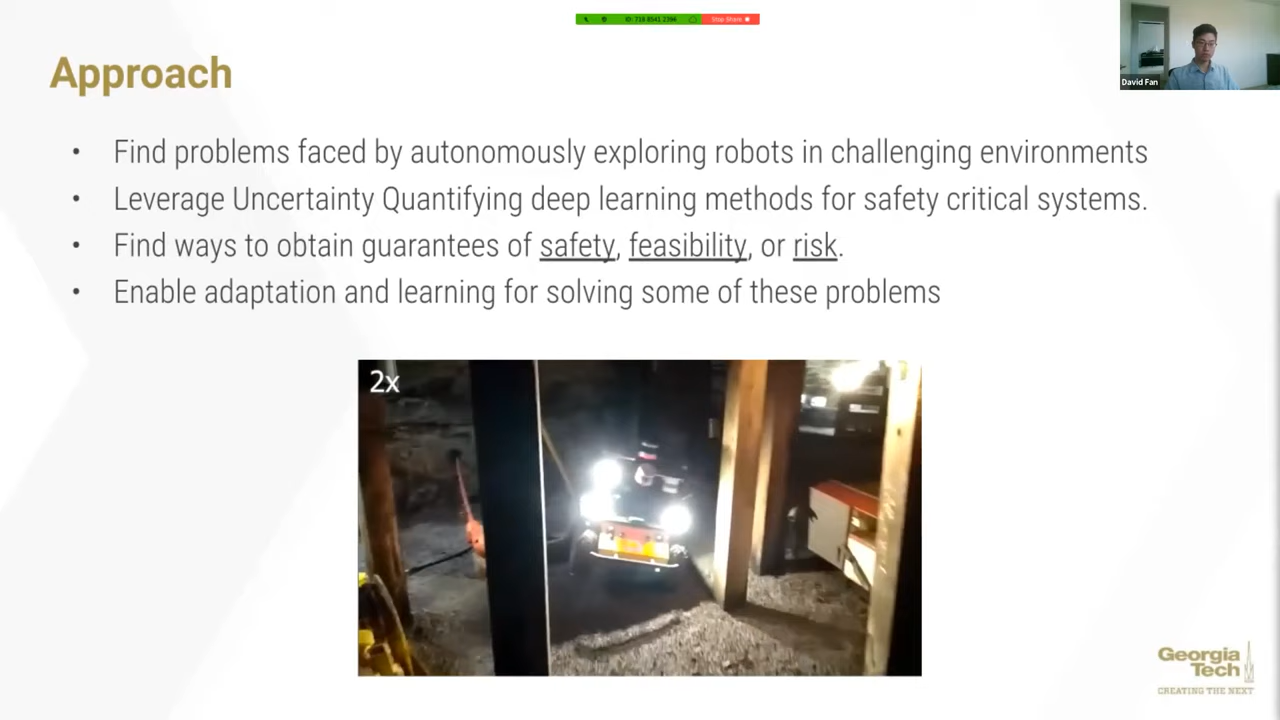 ID: 718 8541 2396
Stop Share
Approach
David Fan
• Find problems faced by autonomously exploring robots in challenging environments
• Leverage Uncertainty Quantifying deep learning methods for safety critical systems.
• Find ways to obtain guarantees of safety, feasibility, or risk.
• Enable adaptation and learning for solving some of these problems
2x
Georgia
Tech
CREATING THE NEXT